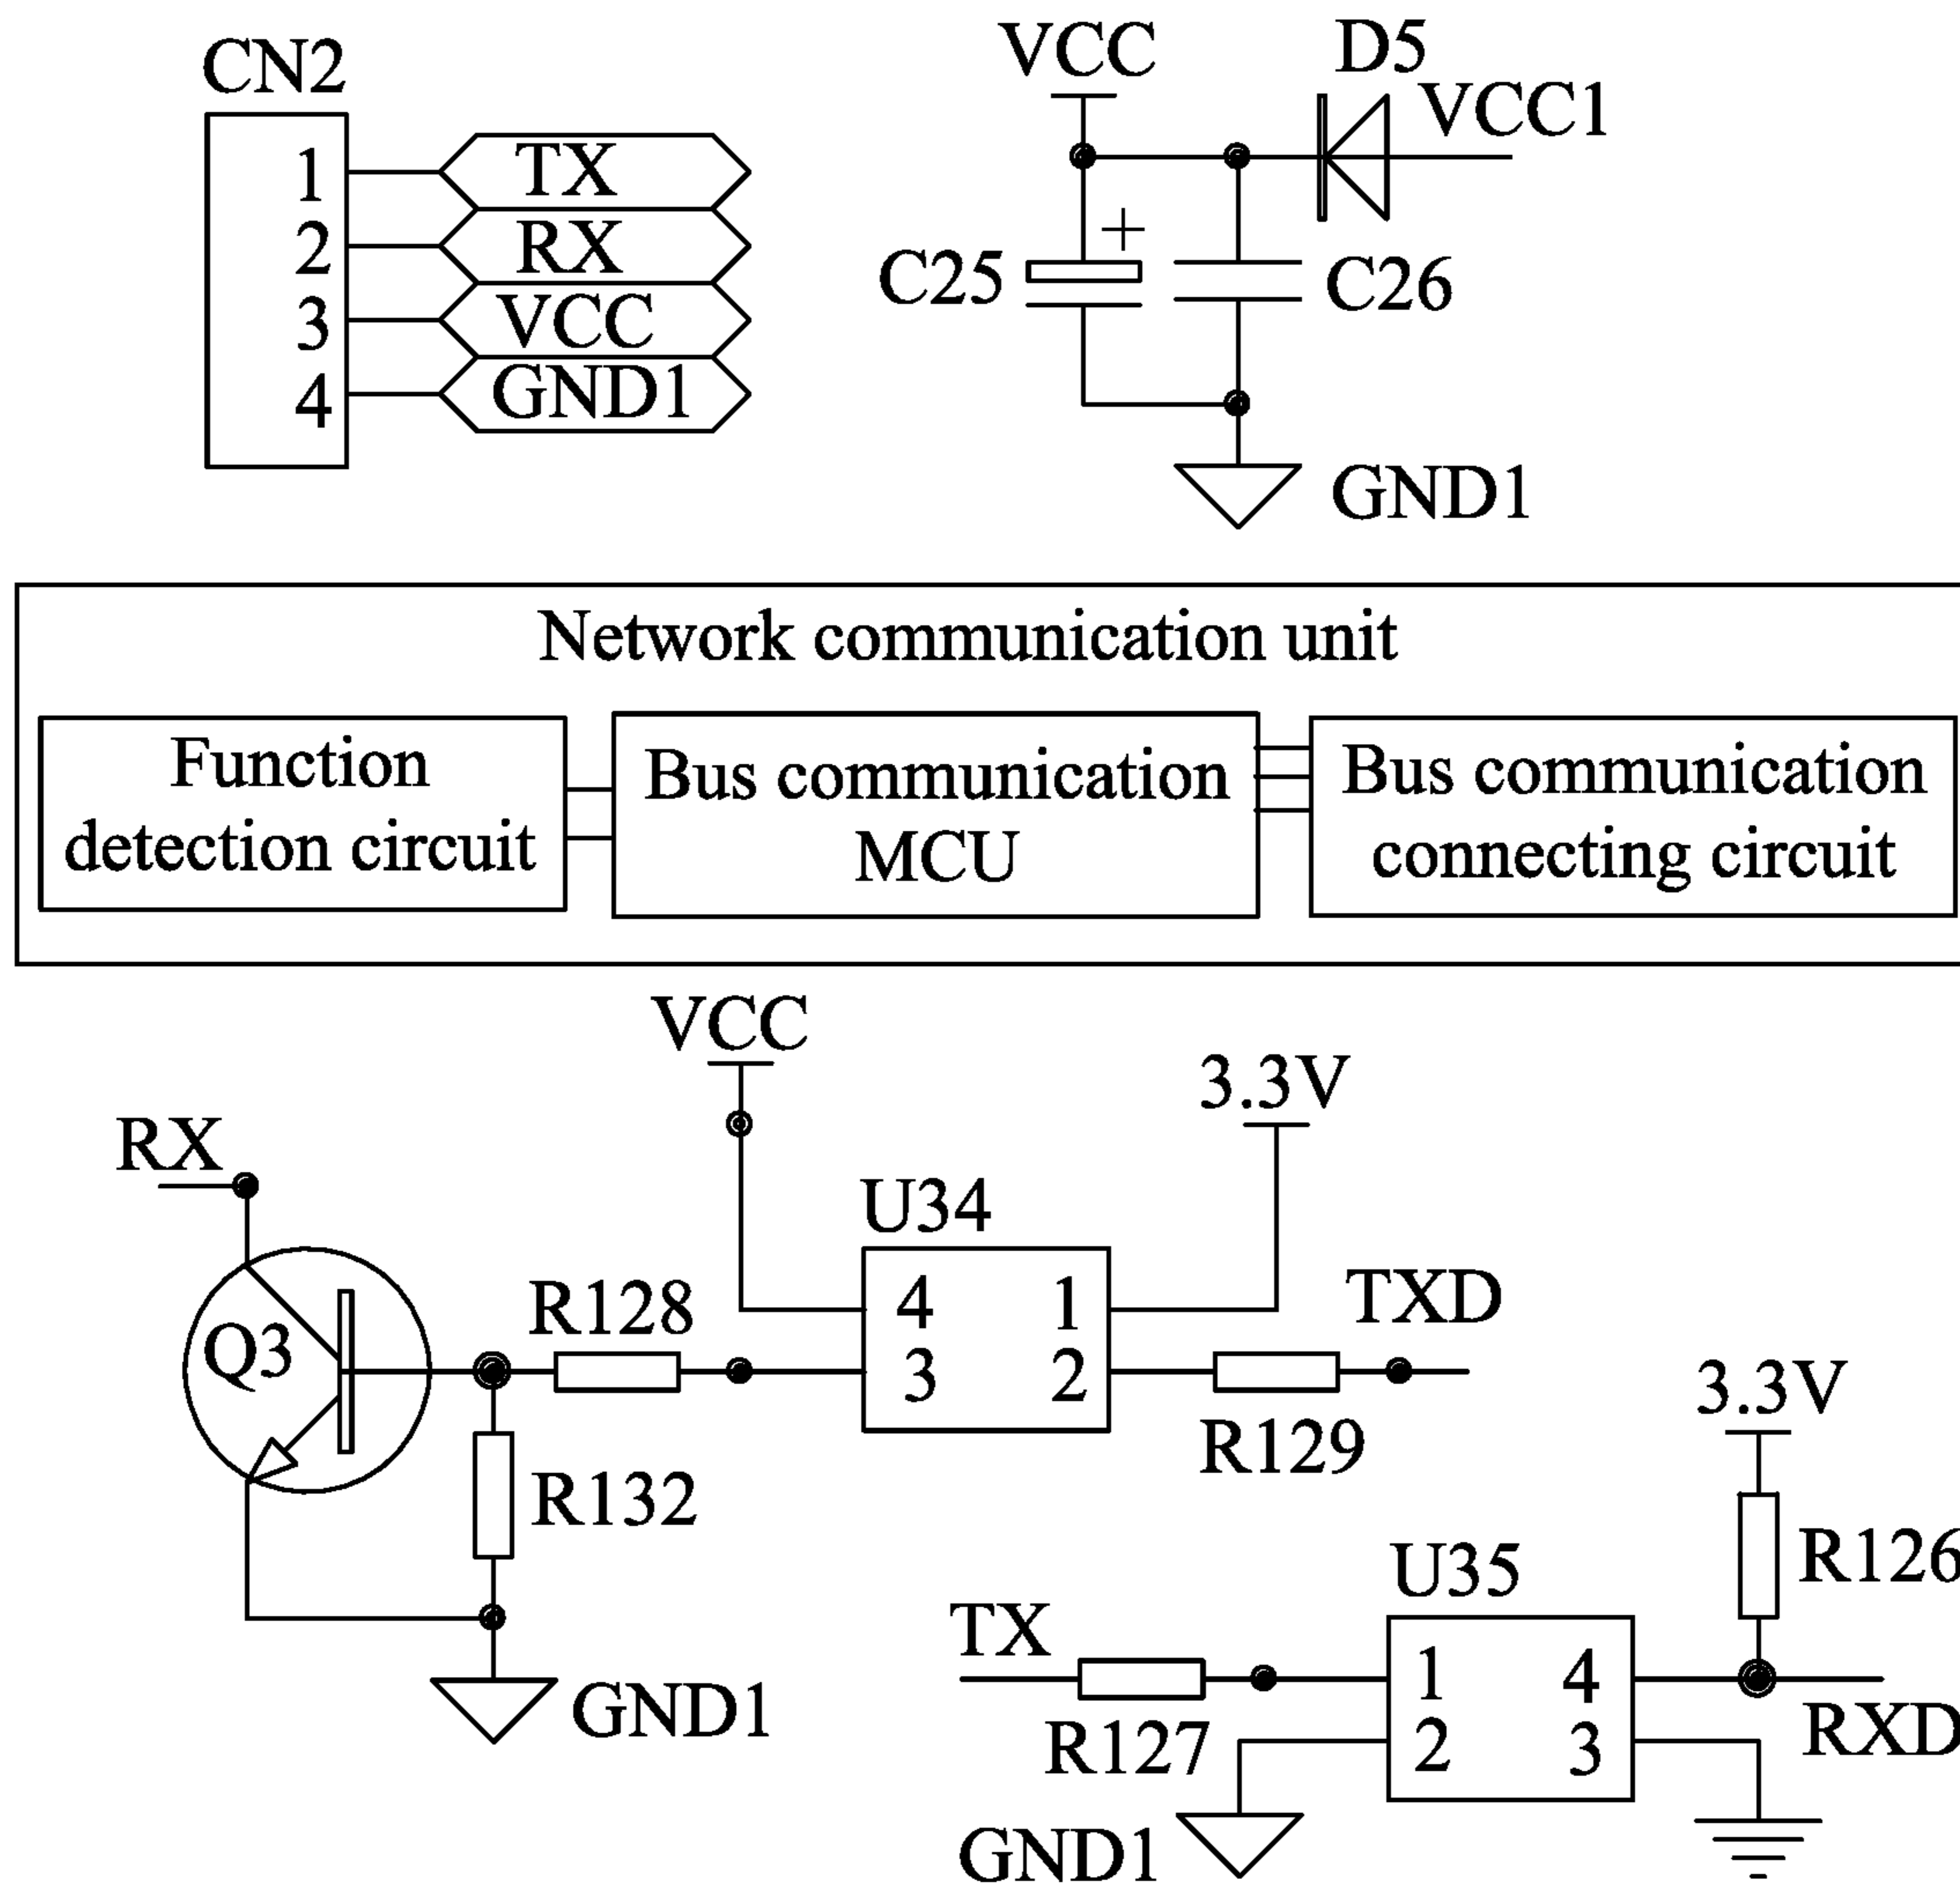 CN2
1 TX
2 RX
3 VCC
4 GND1
VCC
D5
VCC1
+
C25
C26
GND1
Network communication unit
Function
detection circuit
Bus communication
MCU
Bus communication
connecting circuit
VCC
3.3V
RX
U34
4 1
3 2
TXD
Q3
R128
R129
R132
GND1
3.3V
R126
U35
TX
1 4
2 3
R127
RXD
GND1